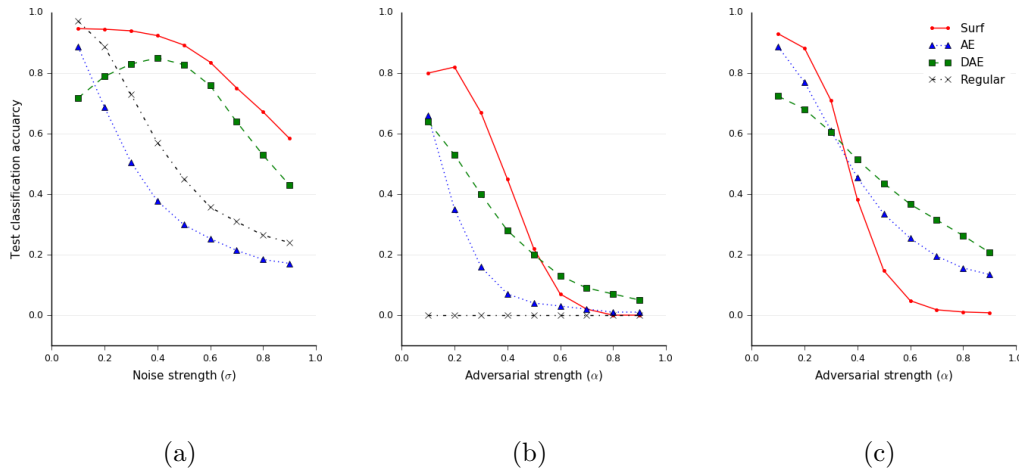 Test classification accuarcy
1.0
0.8
0.6
0.4
0.2
0.0
0.0 0.2 0.4 0.6 0.8 1.0
Noise strength (σ)
(a)
1.0
0.8
0.6
0.4
0.2
0.0
0.0 0.2 0.4 0.6 0.8 1.0
Adversarial strength (α)
(b)
1.0
0.8
0.6
0.4
0.2
0.0
0.0 0.2 0.4 0.6 0.8 1.0
Adversarial strength (α)
Surf
AE
DAE
Regular
(c)